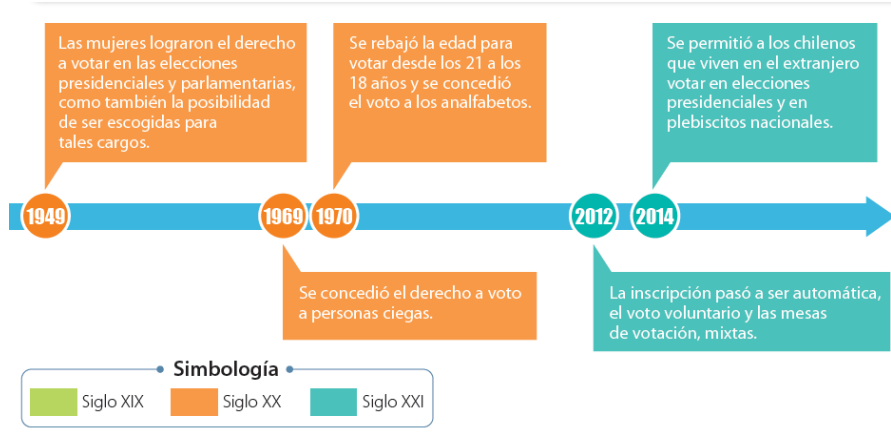 Las mujeres lograron el derecho
a votar en las elecciones
presidenciales y parlamentarias,
como también la posibilidad
de ser escogidas para
tales cargos.
Se rebajó la edad para
votar desde los 21 a los
18 años y se concedió
el voto a los analfabetos.
Se permitió a los chilenos
que viven en el extranjero
votar en elecciones
presidenciales y en
plebiscitos nacionales.
1949
1969
1970
2012
2014
Se concedió el derecho a voto
a personas ciegas.
La inscripción pasó a ser automática,
el voto voluntario y las mesas
de votación, mixtas.
Simbología
Siglo XIX
Siglo XX
Siglo XXI